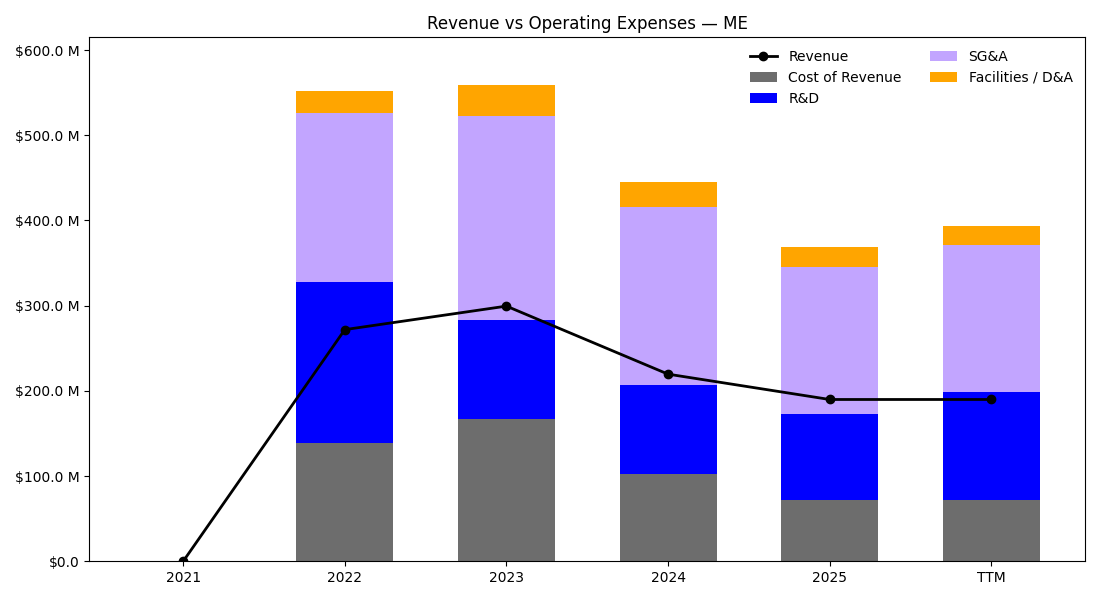 Revenue vs Operating Expenses — ME
$600.0 M
$500.0 M
$400.0 M
$300.0 M
$200.0 M
$100.0 M
$0.0
Revenue
Cost of Revenue
R&D
SG&A
Facilities / D&A
2021
2022
2023
2024
2025
TTM